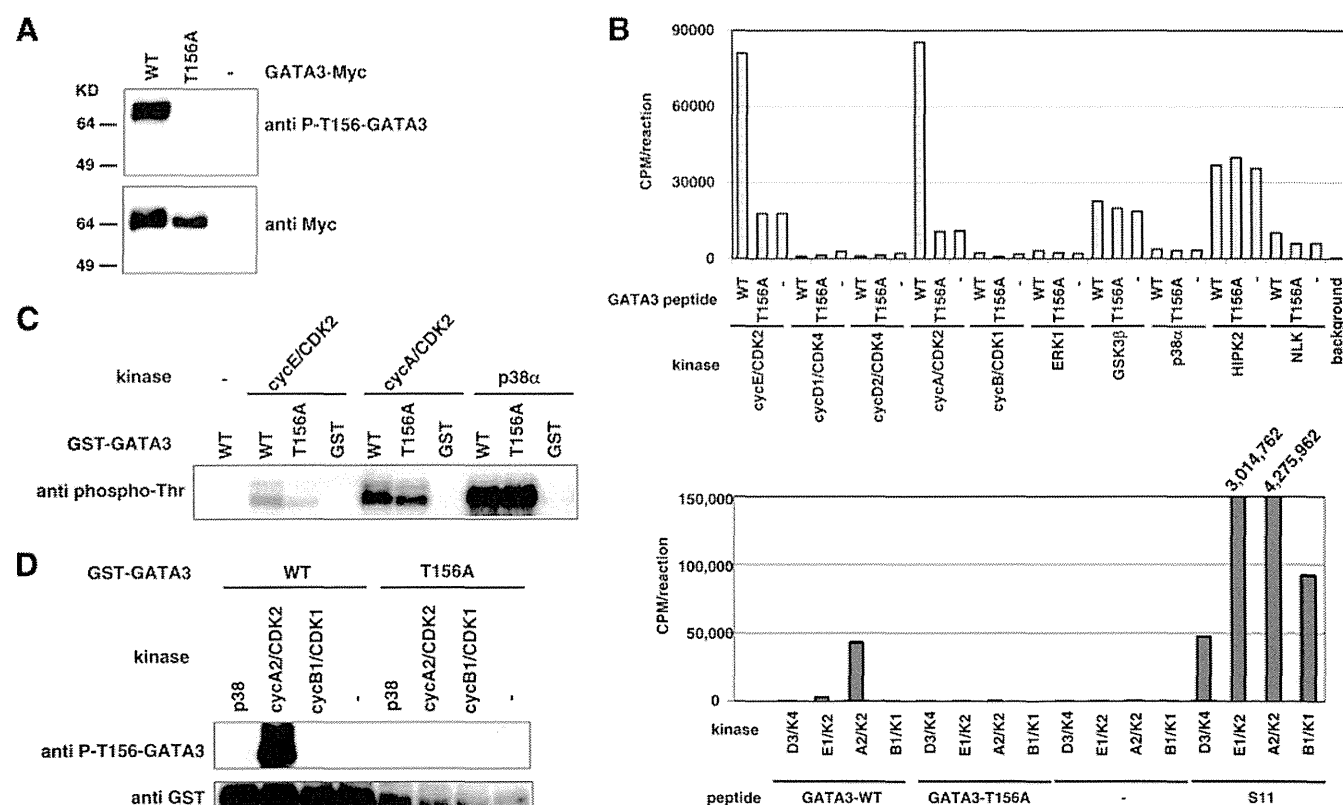 A
WT
T156A
-
GATA3-Myc
KD
64
49
anti P-T156-GATA3
64
49
anti Myc
B
90000
60000
30000
0
CPM/reaction
GATA3 peptide
WT T156A - WT T156A - WT T156A - WT T156A - WT T156A - WT T156A - WT T156A - WT T156A - WT T156A - WT T156A - background
kinase
cycE/CDK2 cycD1/CDK4 cycD2/CDK4 cycA/CDK2 cycB/CDK1 ERK1 GSK3β p38α HIPK2 NLK
3,014,762 4,275,962
150,000
100,000
50,000
0
CPM/reaction
kinase
D3/K4 E1/K2 A2/K2 B1/K1 D3/K4 E1/K2 A2/K2 B1/K1 D3/K4 E1/K2 A2/K2 B1/K1 D3/K4 E1/K2 A2/K2 B1/K1
peptide GATA3-WT GATA3-T156A - S11
C
kinase - cycE/CDK2 cycA/CDK2 p38α
GST-GATA3 WT WT T156A GST WT T156A GST WT T156A GST
anti phospho-Thr
D
GST-GATA3 WT T156A
kinase p38 cycA2/CDK2 cycB1/CDK1 - p38 cycA2/CDK2 cycB1/CDK1 -
anti P-T156-GATA3
anti GST